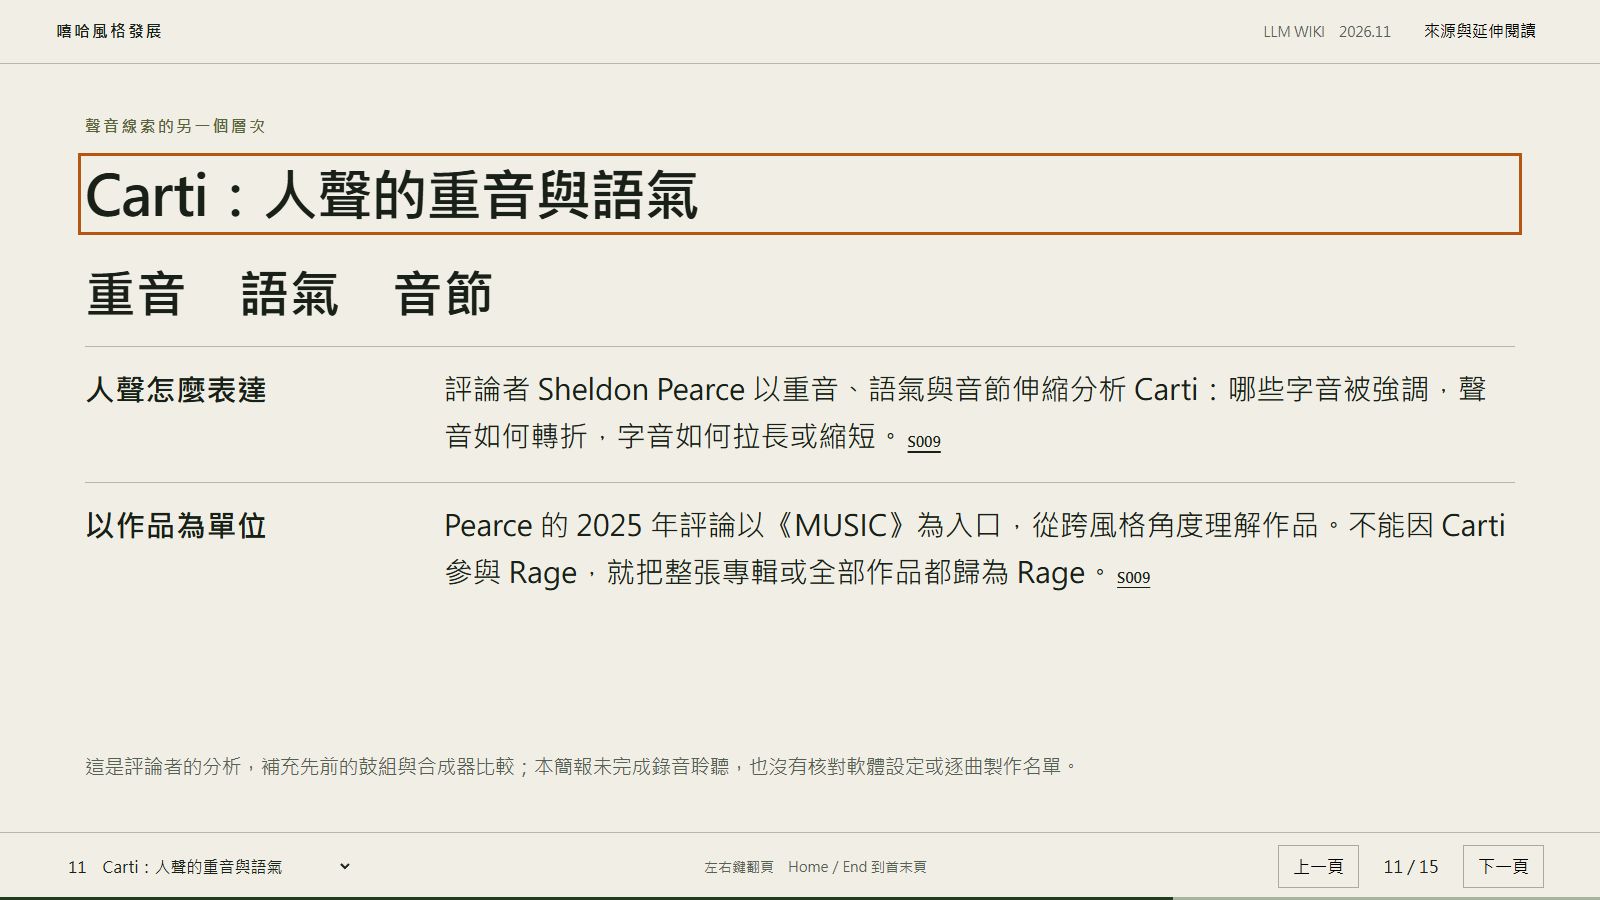 嘻哈風格發展
LLM WIKI 2026.11 來源與延伸閱讀
聲音線索的另一個層次
Carti：人聲的重音與語氣
重音 語氣 音節
人聲怎麼表達
評論者 Sheldon Pearce 以重音、語氣與音節伸縮分析 Carti：哪些字音被強調，聲
音如何轉折，字音如何拉長或縮短。 S009
以作品為單位
Pearce 的 2025 年評論以《MUSIC》為入口，從跨風格角度理解作品。不能因 Carti
參與 Rage，就把整張專輯或全部作品都歸為 Rage。 S009
這是評論者的分析，補充先前的鼓組與合成器比較；本簡報未完成錄音聆聽，也沒有核對軟體設定或逐曲製作名單。
11 Carti：人聲的重音與語氣
左右鍵翻頁 Home / End 到首末頁
上一頁 11 / 15 下一頁